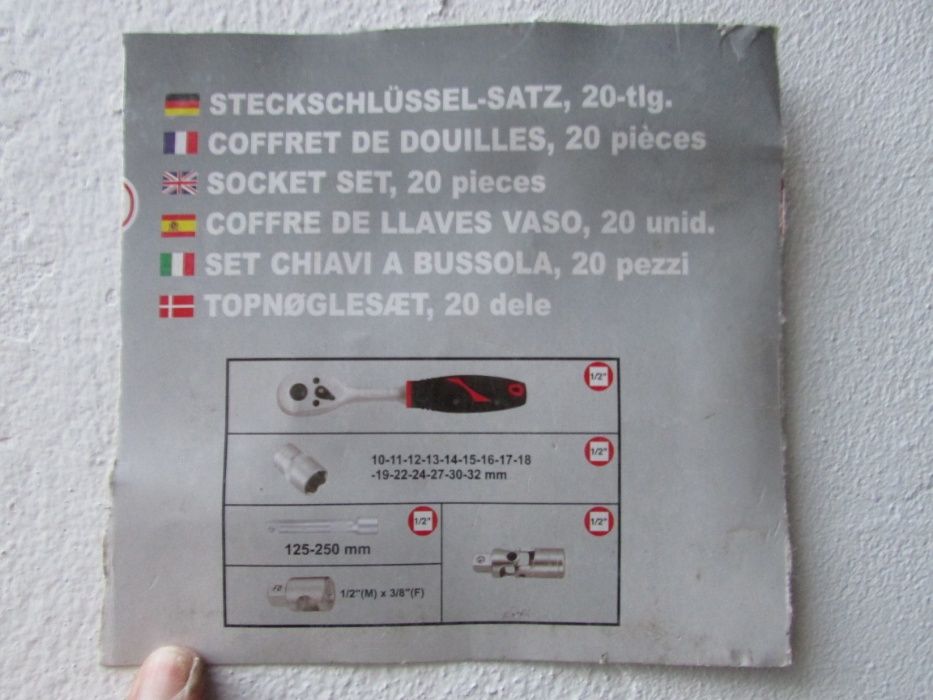 STECKSCHLÜSSEL-SATZ, 20-tlg.
COFFRET DE DOUILLES, 20 pièces
SOCKET SET, 20 pieces
COFFRE DE LLAVES VASO, 20 unid.
SET CHIAVI A BUSSOLA, 20 pezzi
TOPNØGLESÆT, 20 dele
1/2"
10-11-12-13-14-15-16-17-18
-19-22-24-27-30-32 mm
1/2"
1/2"
125-250 mm
1/2"
1/2"(M) x 3/8"(F)